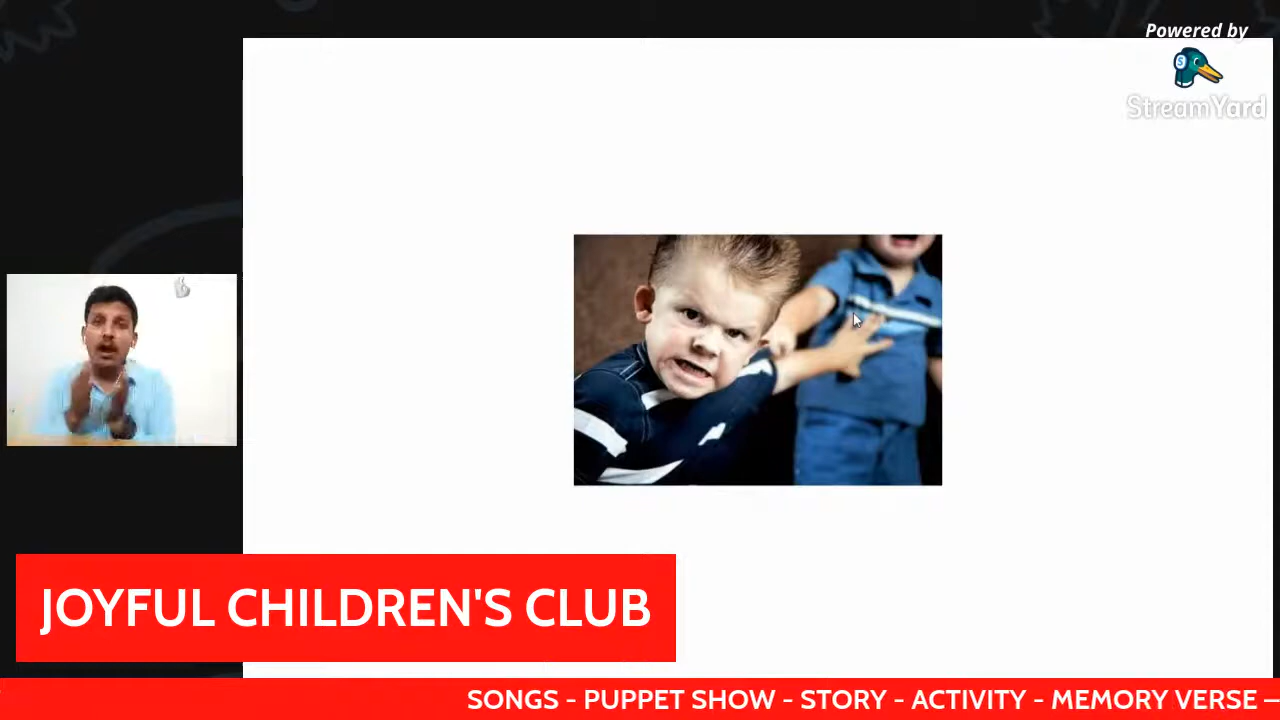 Powered by
StreamYard
JOYFUL CHILDREN'S CLUB
SONGS - PUPPET SHOW - STORY - ACTIVITY - MEMORY VERSE –